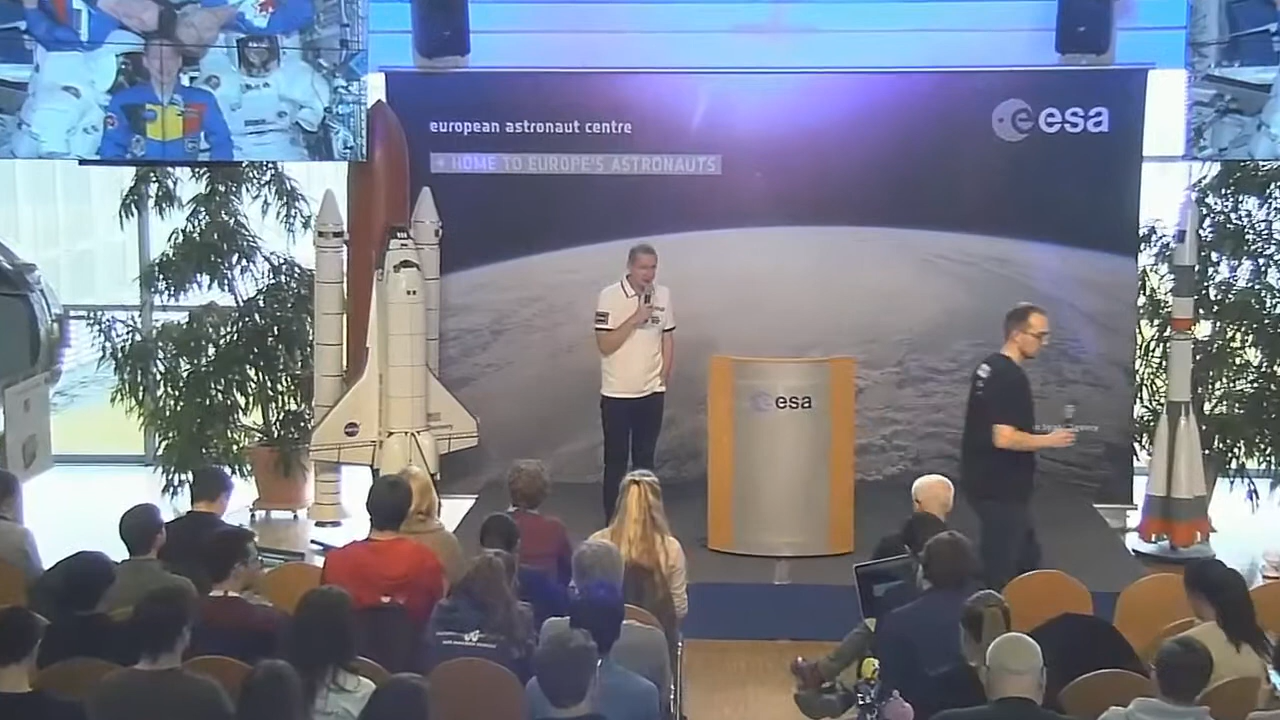 european astronaut centre
esa
→ HOME TO EUROPE'S ASTRONAUTS
esa